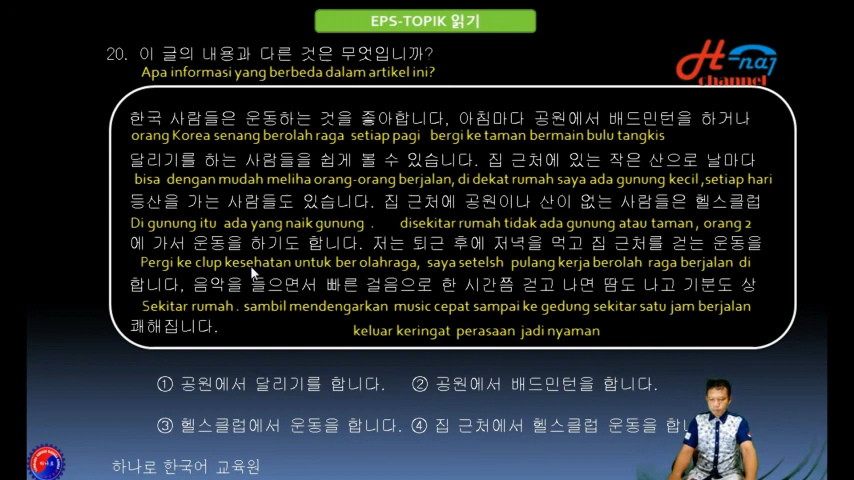 EPS-TOPIK 읽기
20. 이 글의 내용과 다른 것은 무엇입니까?
Apa informasi yang berbeda dalam artikel ini?
H-naj
channel
한국 사람들은 운동하는 것을 좋아합니다, 아침마다 공원에서 배드민턴을 하거나
orang Korea senang berolah raga setiap pagi bergi ke taman bermain bulu tangkis
달리기를 하는 사람들을 쉽게 볼 수 있습니다. 집 근처에 있는 작은 산으로 날마다
bisa dengan mudah meliha orang-orang berjalan, di dekat rumah saya ada gunung kecil ,setiap hari
등산을 가는 사람들도 있습니다. 집 근처에 공원이나 산이 없는 사람들은 헬스클럽
Di gunung itu ada yang naik gunung . disekitar rumah tidak ada gunung atau taman , orang 2
에 가서 운동을 하기도 합니다. 저는 퇴근 후에 저녁을 먹고 집 근처를 걷는 운동을
Pergi ke clup kesehatan untuk ber olahraga, saya setelsh pulang kerja berolah raga berjalan di
합니다, 음악을 들으면서 빠른 걸음으로 한 시간쯤 걷고 나면 땀도 나고 기분도 상
Sekitar rumah . sambil mendengarkan music cepat sampai ke gedung sekitar satu jam berjalan
쾌해집니다.
keluar keringat perasaan jadi nyaman
① 공원에서 달리기를 합니다. ② 공원에서 배드민턴을 합니다.
③ 헬스클럽에서 운동을 합니다. ④ 집 근처에서 헬스클럽 운동을
하나로 한국어 교육원